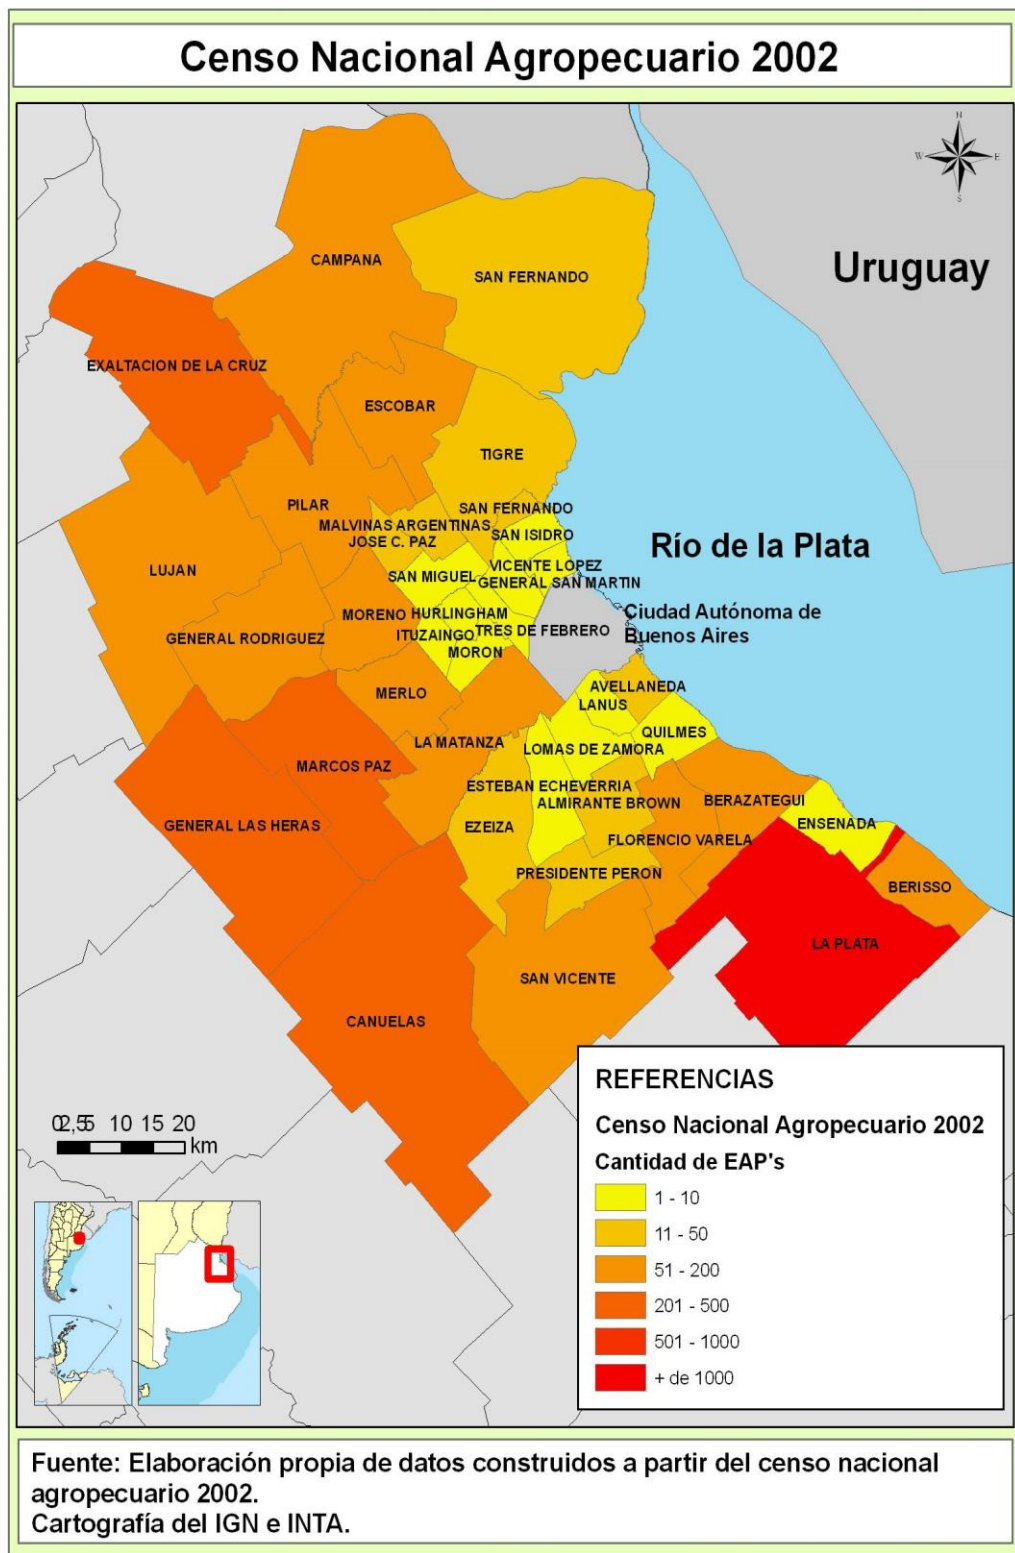 Censo Nacional Agropecuario 2002
N
W
E
S
CAMPANA
SAN FERNANDO
Uruguay
EXALTACION DE LA CRUZ
ESCOBAR
TIGRE
PILAR
SAN FERNANDO
MALVINAS ARGENTINAS
SAN ISIDRO
JOSE C. PAZ
Río de la Plata
VICENTE LOPEZ
LUJAN
SAN MIGUEL
GENERAL SAN MARTIN
MORENO
HURLINGHAM
Ciudad Autónoma de
Buenos Aires
GENERAL RODRIGUEZ
ITUZAINGO
TRES DE FEBRERO
MORON
MERLO
AVELLANEDA
LANUS
QUILMES
LA MATANZA
LOMAS DE ZAMORA
MARCOS PAZ
ESTEBAN ECHEVERRIA
ALMIRANTE BROWN
BERAZATEGUI
GENERAL LAS HERAS
EZEIZA
ENSENADA
FLORENCIO VARELA
PRESIDENTE PERON
BERISSO
LA PLATA
SAN VICENTE
CANUELAS
REFERENCIAS
Censo Nacional Agropecuario 2002
Cantidad de EAP's
1 - 10
11 - 50
51 - 200
201 - 500
501 - 1000
+ de 1000
0 2,5 5 10 15 20
km
Fuente: Elaboración propia de datos construidos a partir del censo nacional
agropecuario 2002.
Cartografía del IGN e INTA.